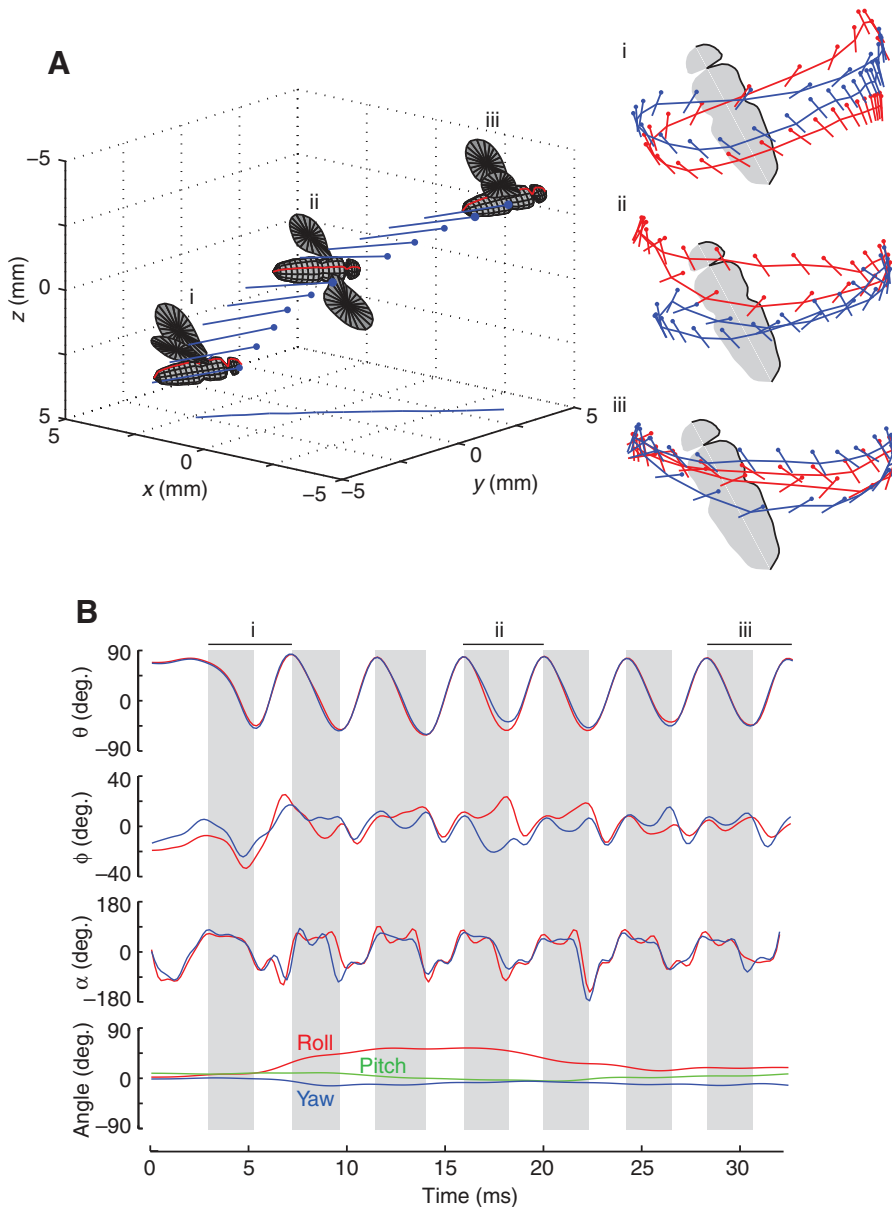 A
−5
0
5
z (mm)
5
0
−5
x (mm)
−5
0
5
y (mm)
i
ii
iii
i
ii
iii
B
i
ii
iii
90
0
−90
θ (deg.)
40
0
−40
ϕ (deg.)
180
0
−180
α (deg.)
90
0
−90
Angle (deg.)
Roll
Pitch
Yaw
0
5
10
15
20
25
30
Time (ms)